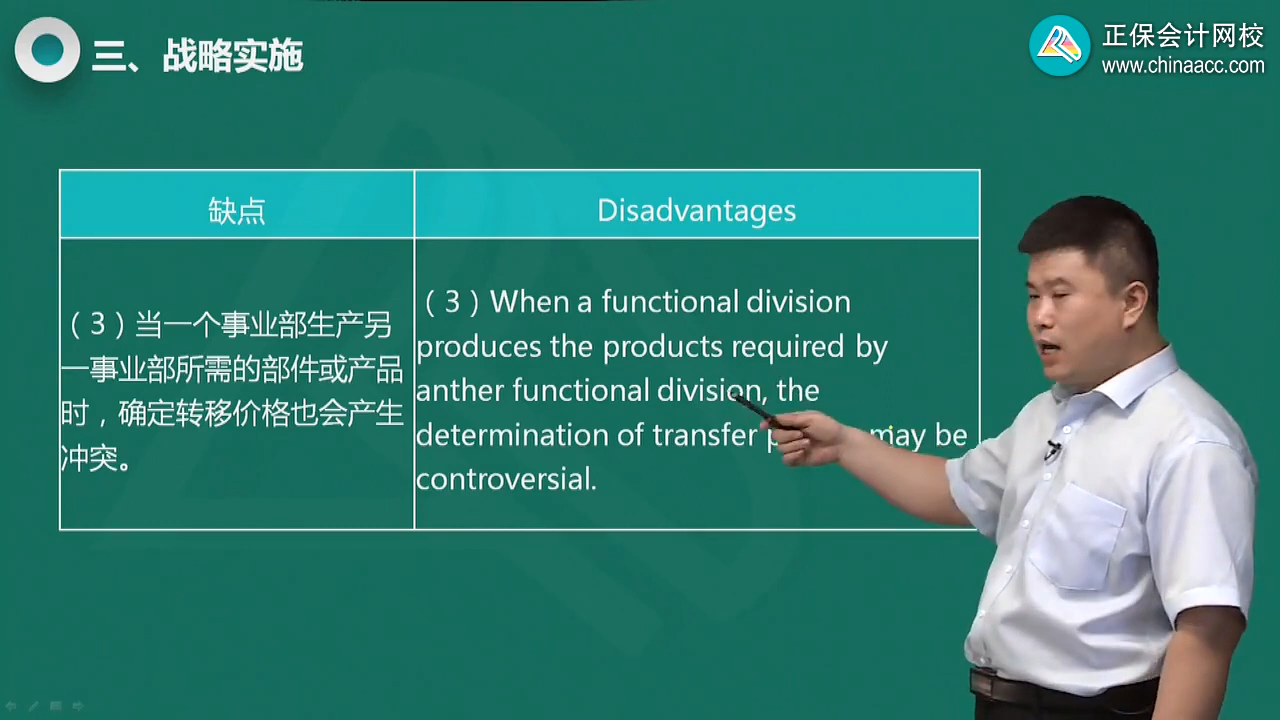 三、战略实施
正保会计网校
www.chinaacc.com
缺点
Disadvantages
（3）当一个事业部生产另
一事业部所需的部件或产品
时，确定转移价格也会产生
冲突。
（3）When a functional division
produces the products required by
anther functional division, the
determination of transfer may be
controversial.